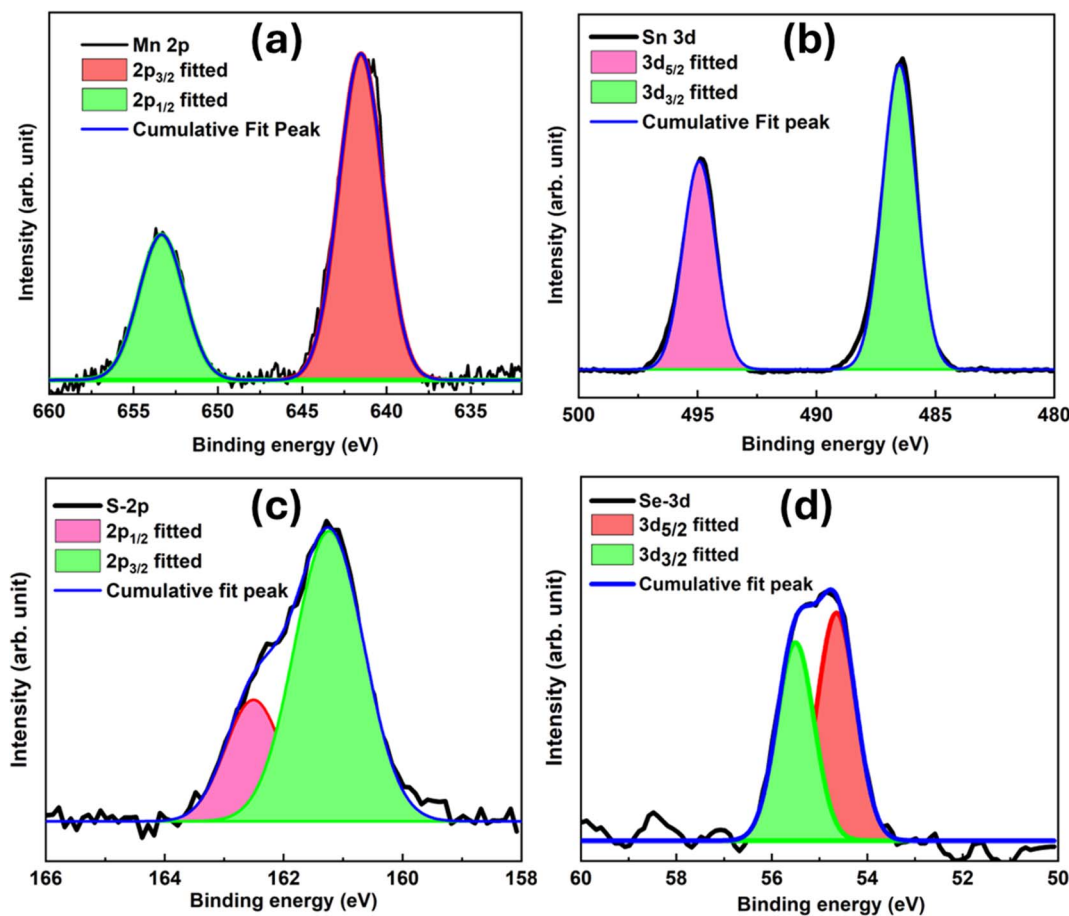 (a)
Mn 2p
2p3/2 fitted
2p1/2 fitted
Cumulative Fit Peak
Intensity (arb. unit)
660 655 650 645 640 635
Binding energy (eV)
(b)
Sn 3d
3d5/2 fitted
3d3/2 fitted
Cumulative Fit peak
Intensity (arb. unit)
500 495 490 485 480
Binding energy (eV)
(c)
S-2p
2p1/2 fitted
2p3/2 fitted
Cumulative fit peak
Intensity (arb. unit)
166 164 162 160 158
Binding energy (eV)
(d)
Se-3d
3d5/2 fitted
3d3/2 fitted
Cumulative fit peak
Intensity (arb. unit)
60 57 55 52 50
Binding energy (eV)